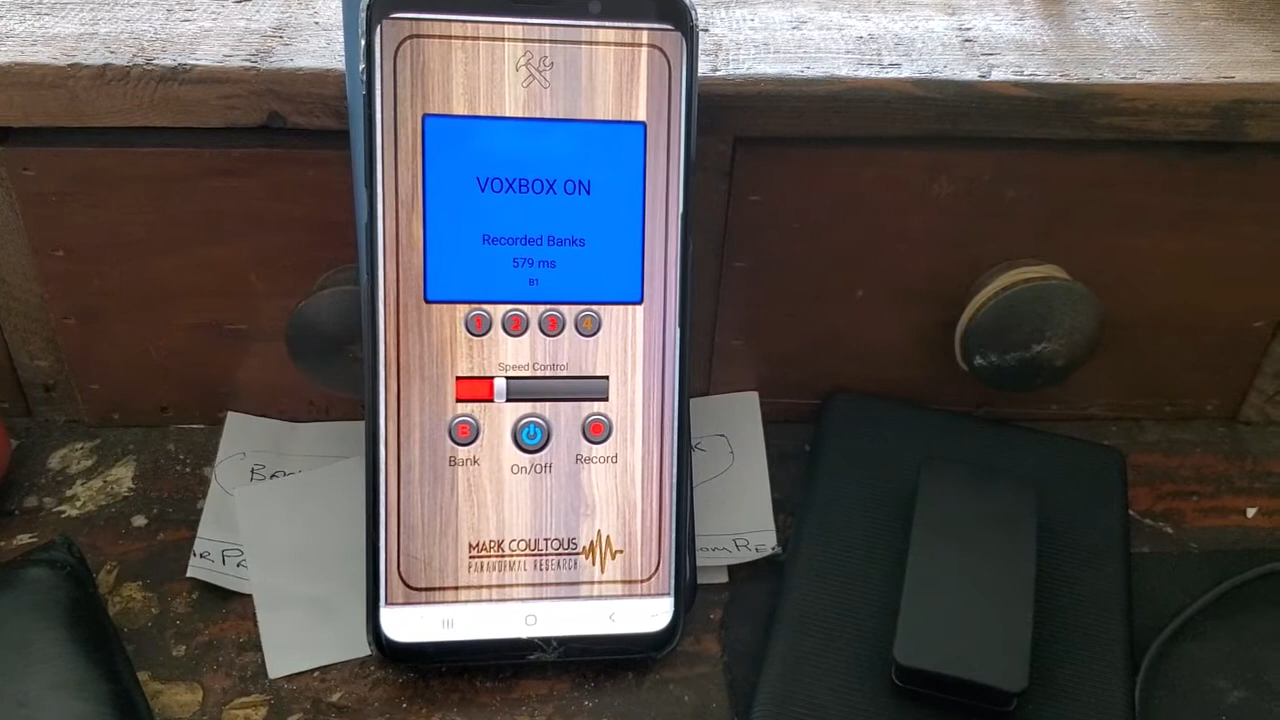 VOXBOX ON
Recorded Banks
579 ms
B1
1 2 3 4
Speed Control
B
Bank
On/Off
Record
MARK COULTOUS
PARANORMAL RESEARCH